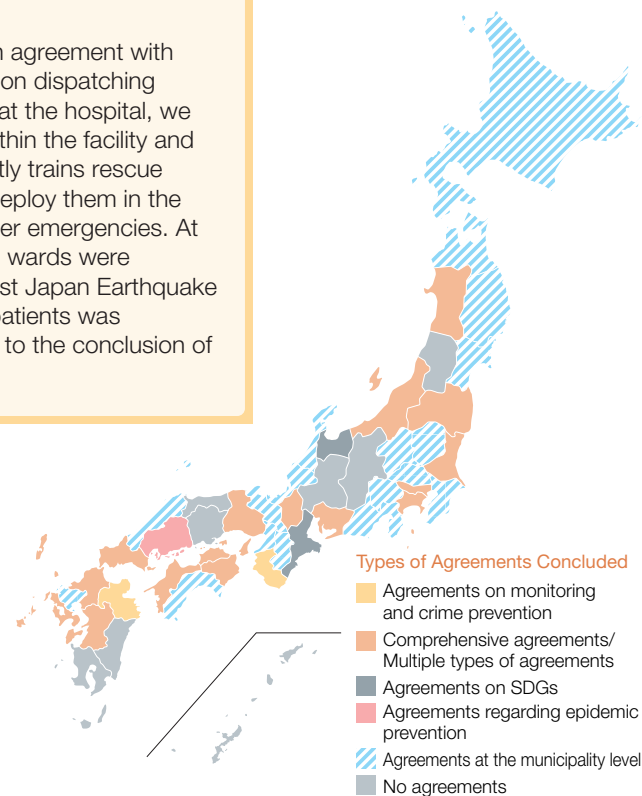 n agreement with
on dispatching
at the hospital, we
thin the facility and
tly trains rescue
eploy them in the
er emergencies. At
wards were
st Japan Earthquake
patients was
to the conclusion of
Types of Agreements Concluded
Agreements on monitoring
and crime prevention
Comprehensive agreements/
Multiple types of agreements
Agreements on SDGs
Agreements regarding epidemic
prevention
Agreements at the municipality level
No agreements